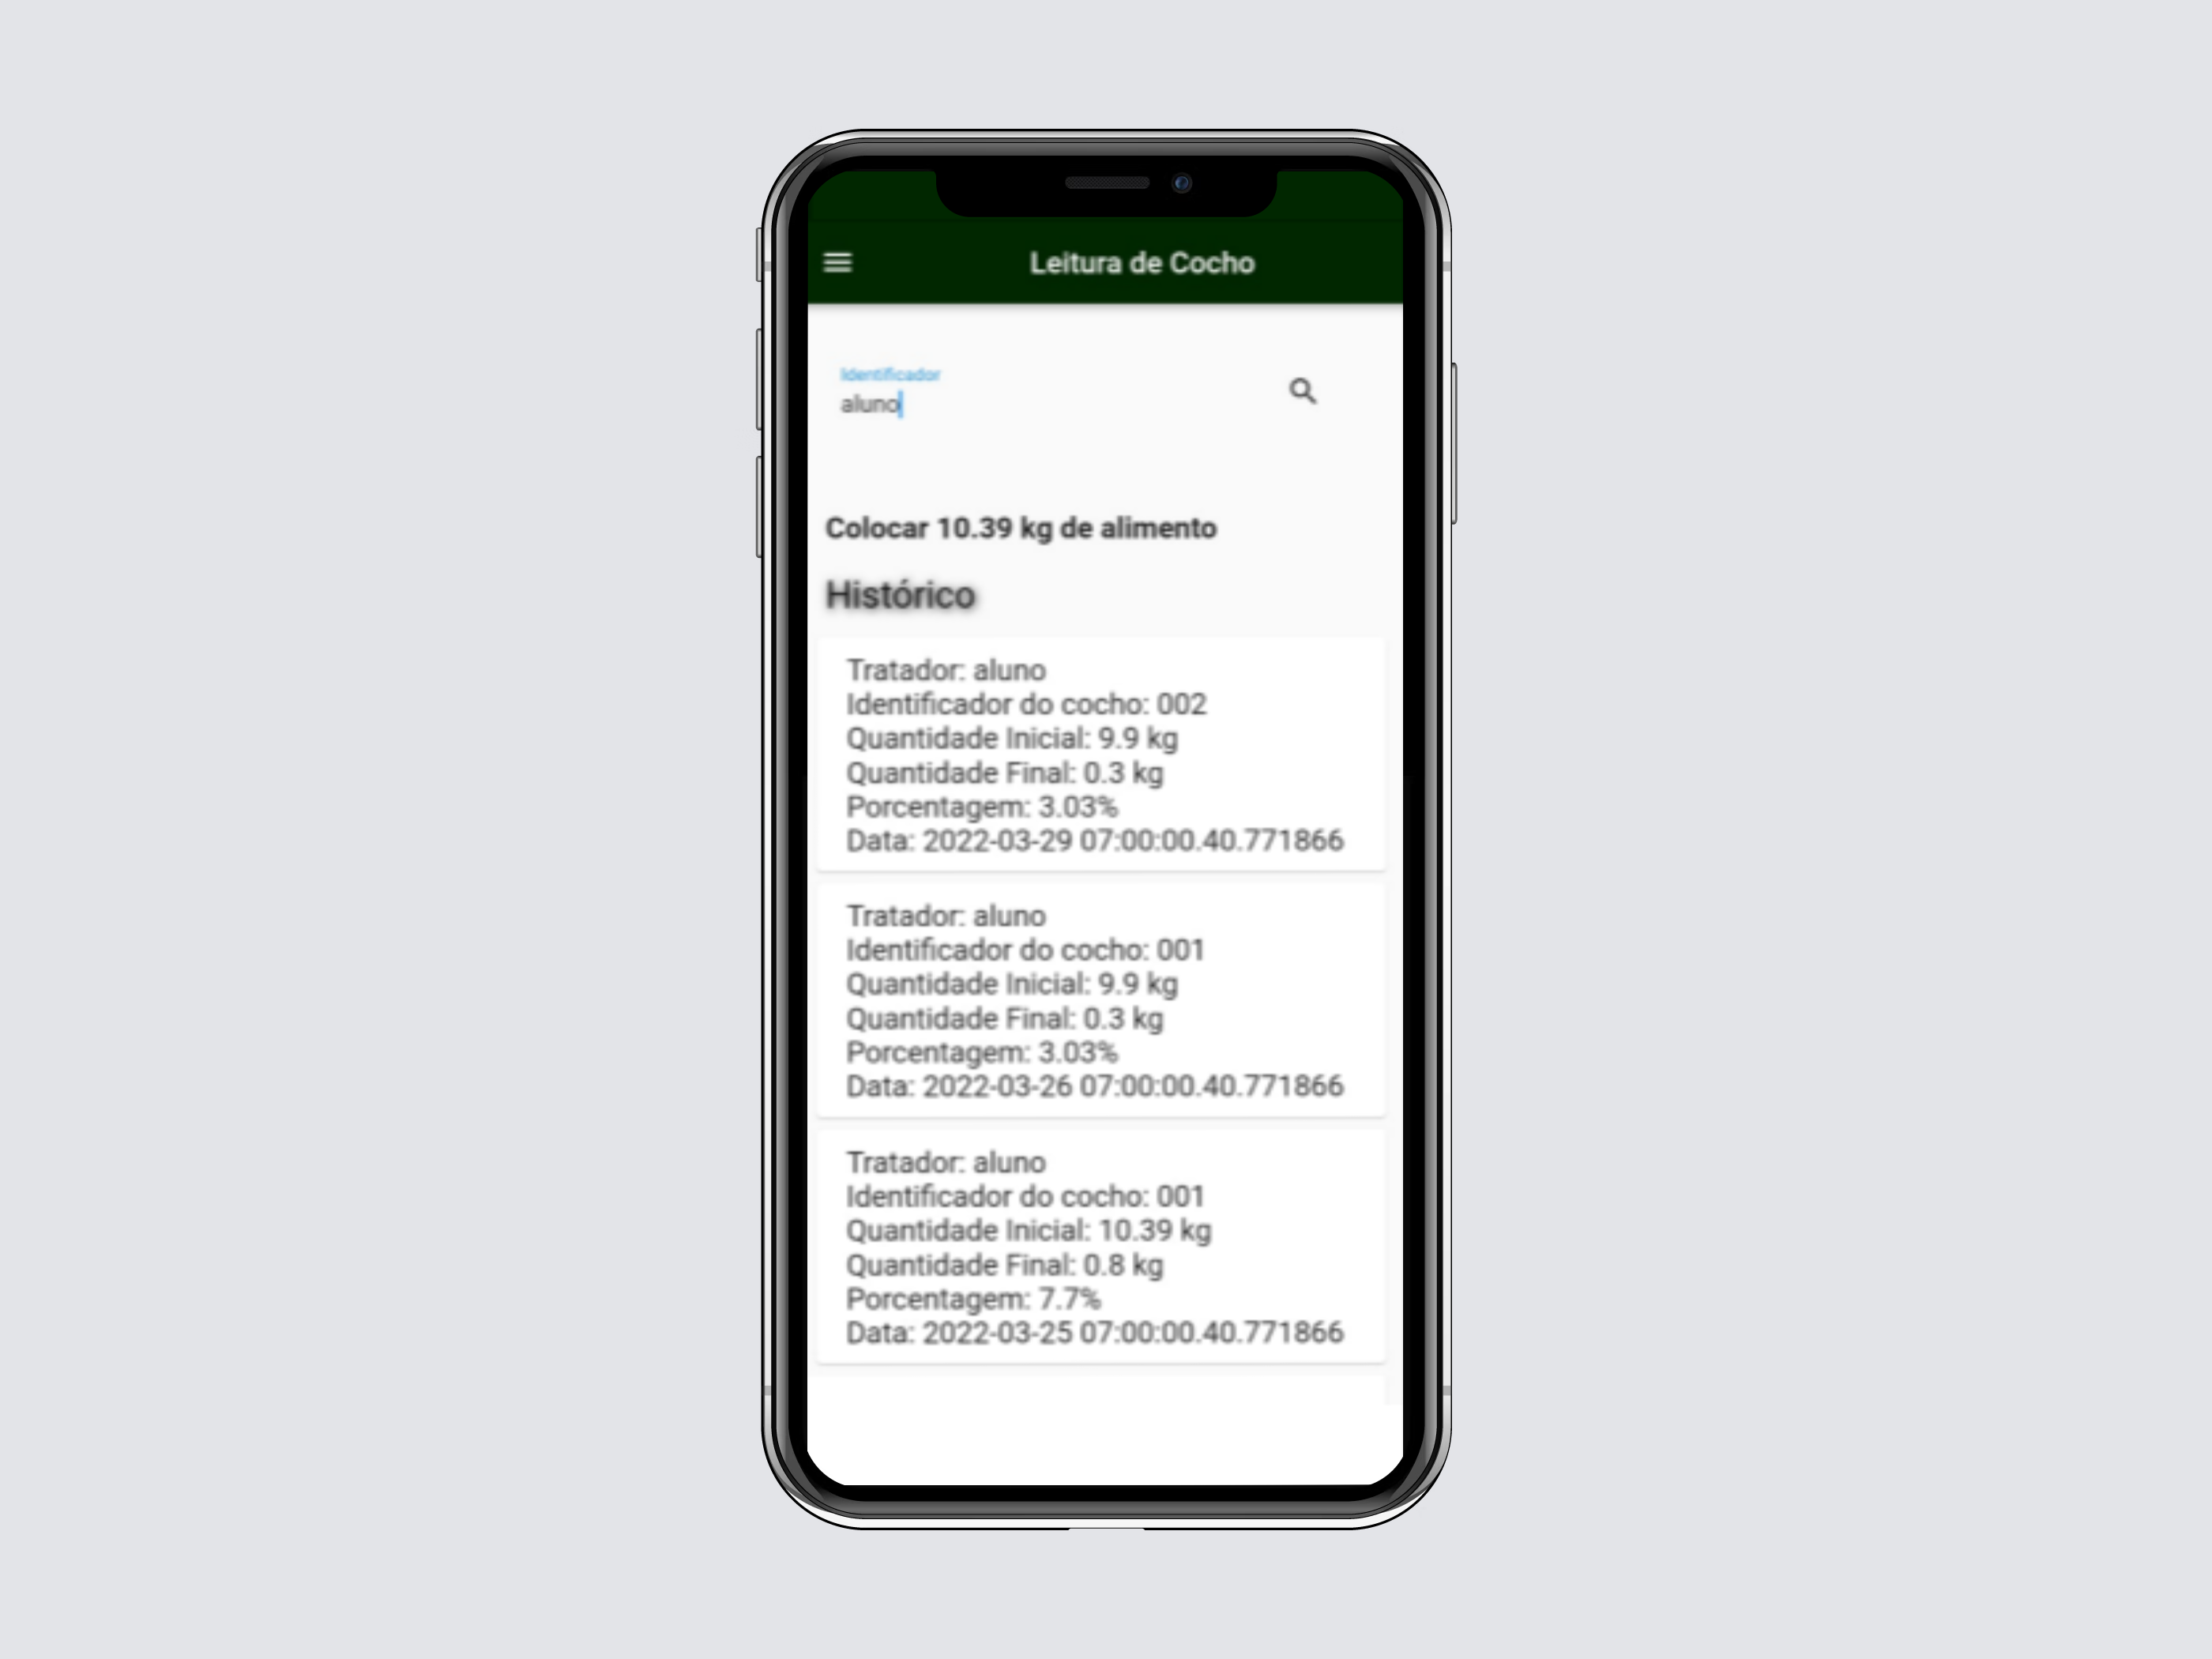 Leitura de Cocho
Identificador
aluno
Colocar 10.39 kg de alimento
Histórico
Tratador: aluno
Identificador do cocho: 002
Quantidade Inicial: 9.9 kg
Quantidade Final: 0.3 kg
Porcentagem: 3.03%
Data: 2022-03-29 07:00:00.40.771866
Tratador: aluno
Identificador do cocho: 001
Quantidade Inicial: 9.9 kg
Quantidade Final: 0.3 kg
Porcentagem: 3.03%
Data: 2022-03-26 07:00:00.40.771866
Tratador: aluno
Identificador do cocho: 001
Quantidade Inicial: 10.39 kg
Quantidade Final: 0.8 kg
Porcentagem: 7.7%
Data: 2022-03-25 07:00:00.40.771866